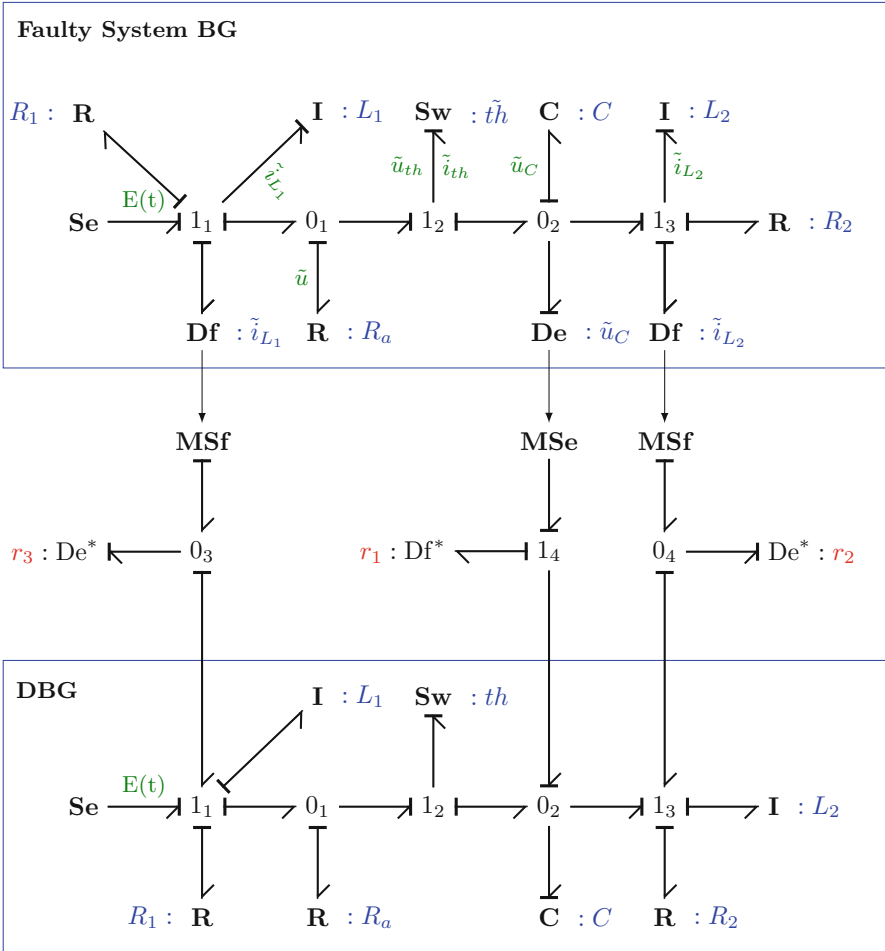 Faulty System BG
R₁ : R
I : L₁
Sw : t̃h
C : C
I : L₂
ĩ_L₁
ũ_th
ĩ_th
ũ_C
ĩ_L₂
E(t)
Se 1₁ 0₁ 1₂ 0₂ 1₃ R : R₂
ũ
Df : ĩ_L₁
R : Rₐ
De : ũ_C
Df : ĩ_L₂
MSf MSe MSf
r₃ : De* 0₃ r₁ : Df* 1₄ 0₄ De* : r₂
DBG
I : L₁
Sw : th
E(t)
Se 1₁ 0₁ 1₂ 0₂ 1₃ I : L₂
R₁ : R
R : Rₐ
C : C
R : R₂